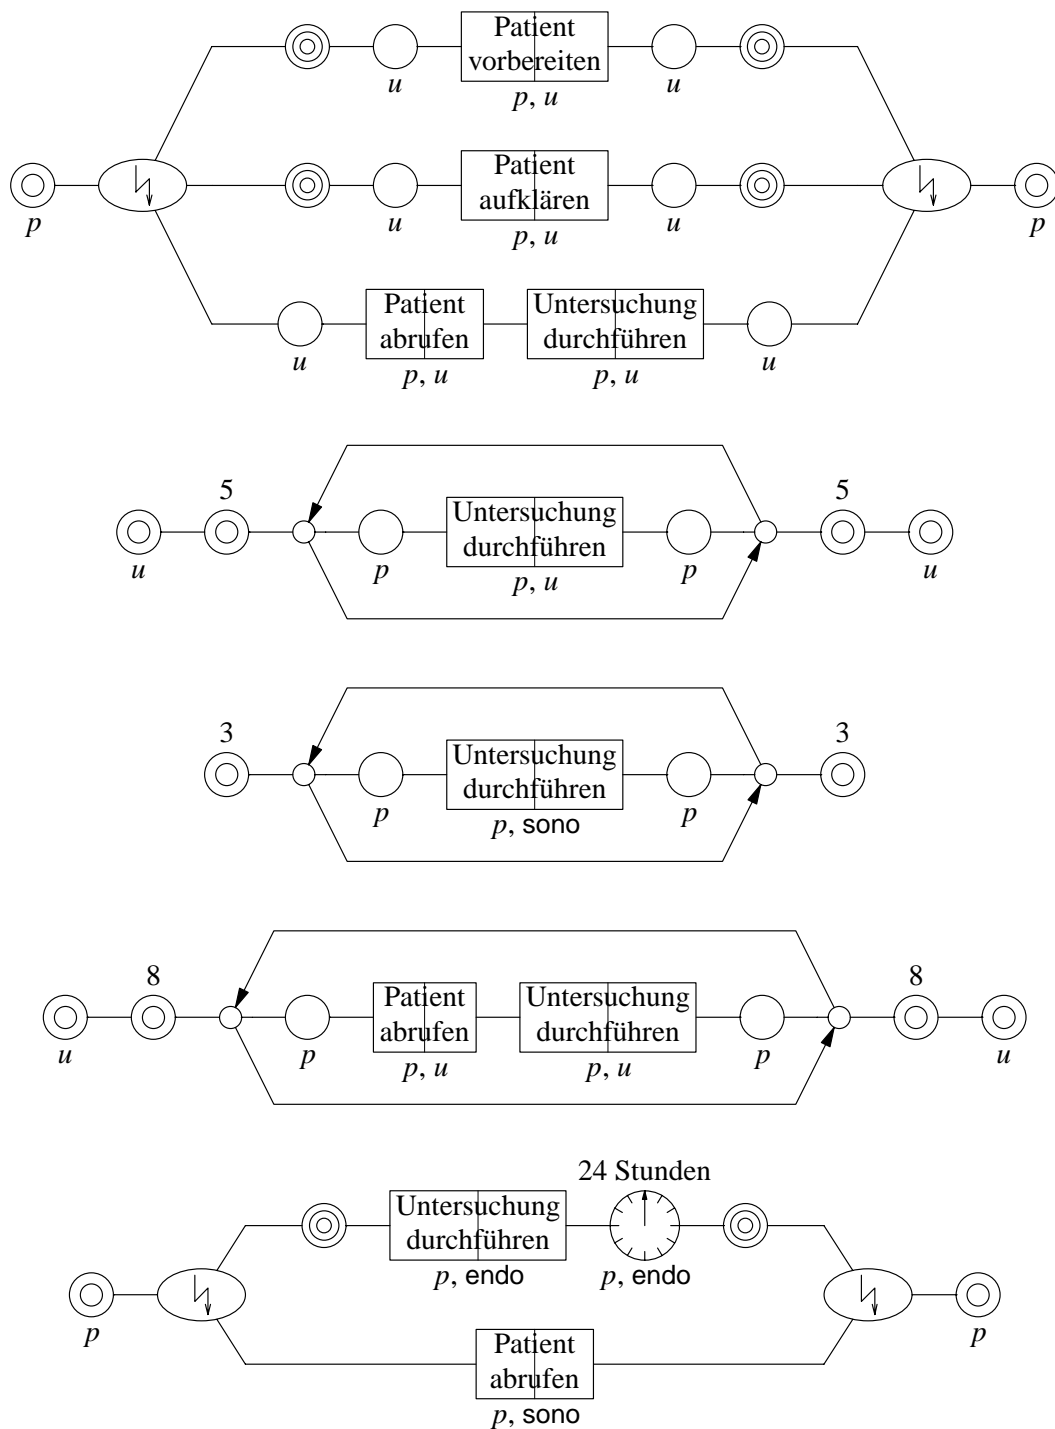 Patient
vorbereiten
u
p, u
u
Patient
aufklären
p
u
p, u
u
p
Patient
abrufen
Untersuchung
durchführen
u
p, u
p, u
u
5
5
Untersuchung
durchführen
u
p
p, u
p
u
3
3
Untersuchung
durchführen
p
p, sono
p
8
8
Patient
abrufen
Untersuchung
durchführen
u
p
p, u
p, u
p
u
24 Stunden
Untersuchung
durchführen
p, endo
p, endo
p
p
Patient
abrufen
p, sono